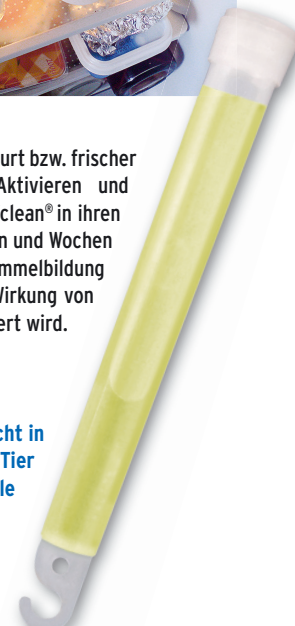 urt bzw. frischer
Aktivieren und
clean® in ihren
n und Wochen
mmelbildung
Wirkung von
ert wird.
cht in
Tier
le